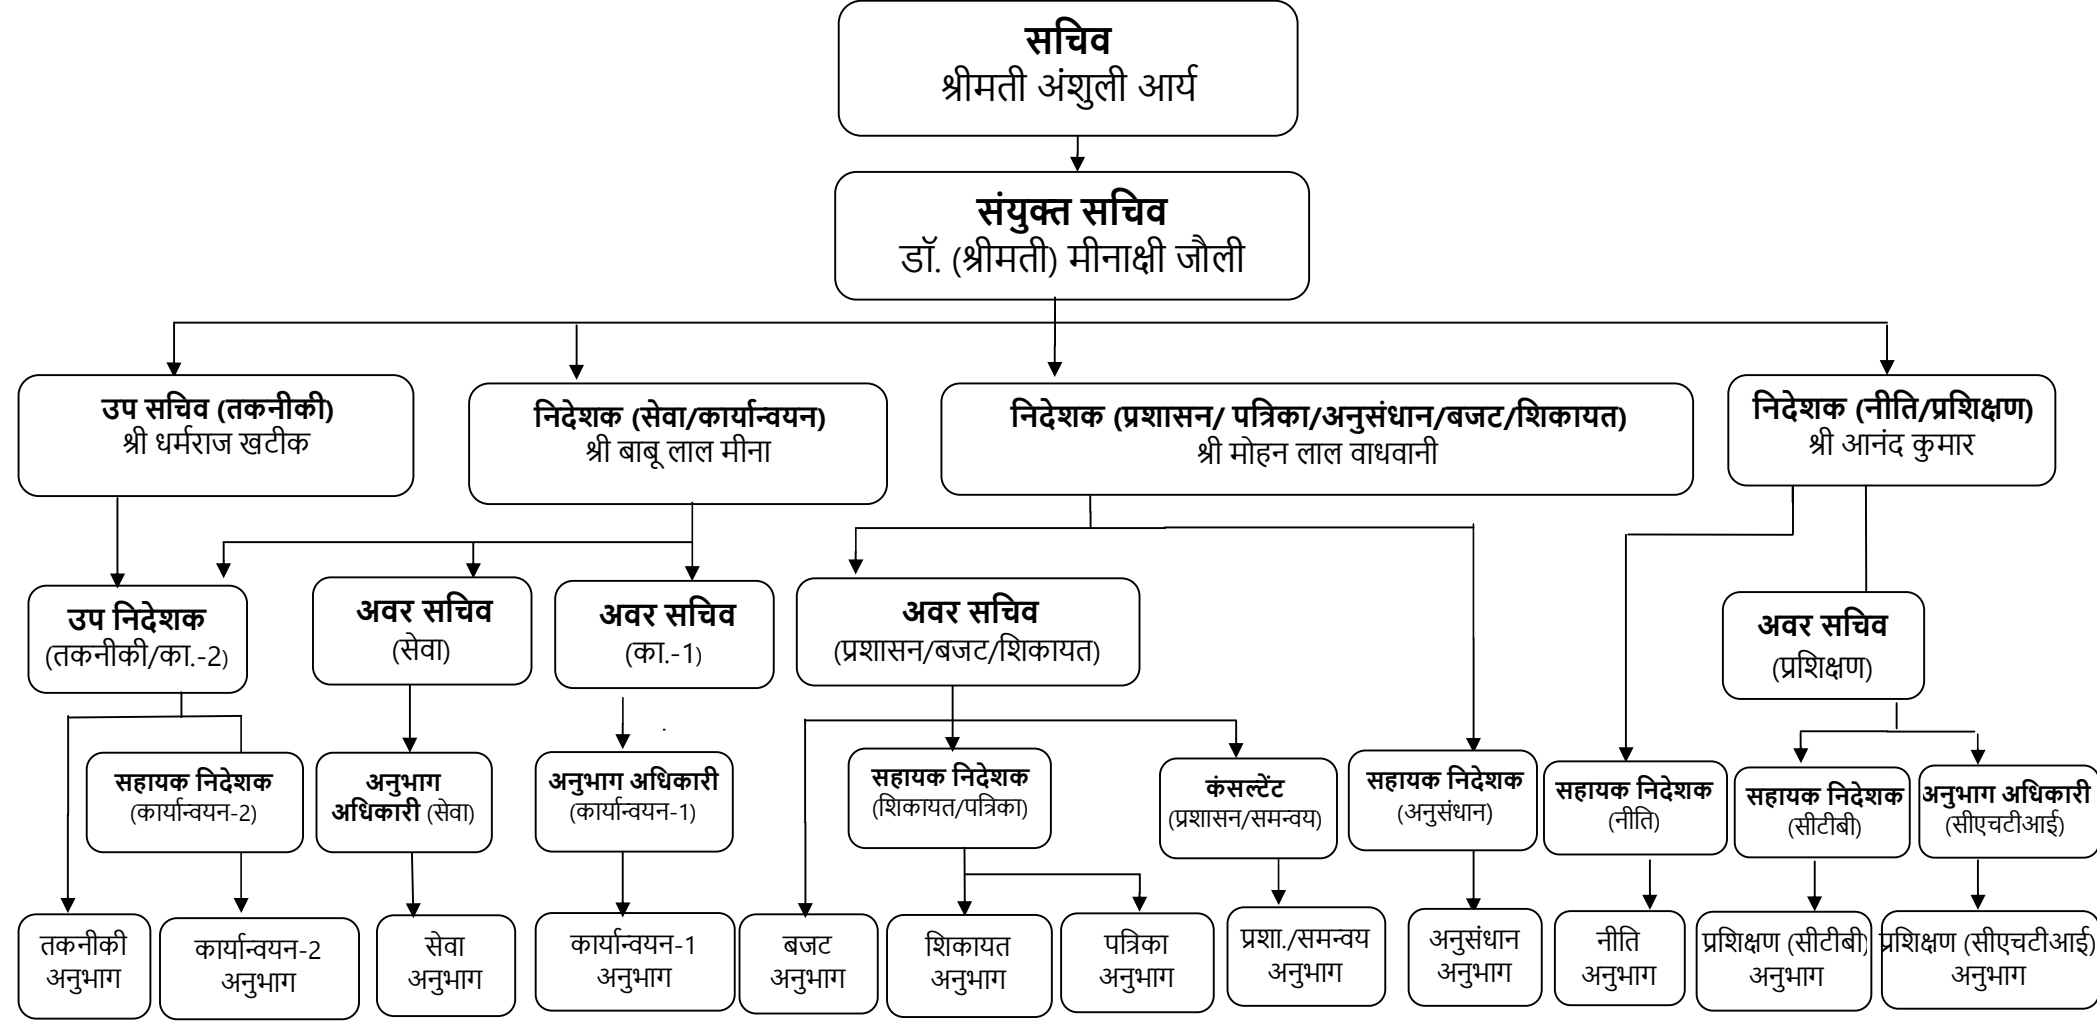 सचिव
श्रीमती अंशुली आर्य
संयुक्त सचिव
डॉ. (श्रीमती) मीनाक्षी जौली
उप सचिव (तकनीकी)
श्री धर्मराज खटीक
निदेशक (सेवा/कार्यान्वयन)
श्री बाबू लाल मीना
निदेशक (प्रशासन/ पत्रिका/अनुसंधान/बजट/शिकायत)
श्री मोहन लाल वाधवानी
निदेशक (नीति/प्रशिक्षण)
श्री आनंद कुमार
उप निदेशक
(तकनीकी/का.-2)
अवर सचिव
(सेवा)
अवर सचिव
(का.-1)
अवर सचिव
(प्रशासन/बजट/शिकायत)
अवर सचिव
(प्रशिक्षण)
सहायक निदेशक
(कार्यान्वयन-2)
अनुभाग
अधिकारी (सेवा)
अनुभाग अधिकारी
(कार्यान्वयन-1)
सहायक निदेशक
(शिकायत/पत्रिका)
कंसल्टेंट
(प्रशासन/समन्वय)
सहायक निदेशक
(अनुसंधान)
सहायक निदेशक
(नीति)
सहायक निदेशक
(सीटीबी)
अनुभाग अधिकारी
(सीएचटीआई)
तकनीकी
अनुभाग
कार्यान्वयन-2
अनुभाग
सेवा
अनुभाग
कार्यान्वयन-1
अनुभाग
बजट
अनुभाग
शिकायत
अनुभाग
पत्रिका
अनुभाग
प्रशा./समन्वय
अनुभाग
अनुसंधान
अनुभाग
नीति
अनुभाग
प्रशिक्षण (सीटीबी)
अनुभाग
प्रशिक्षण (सीएचटीआई)
अनुभाग